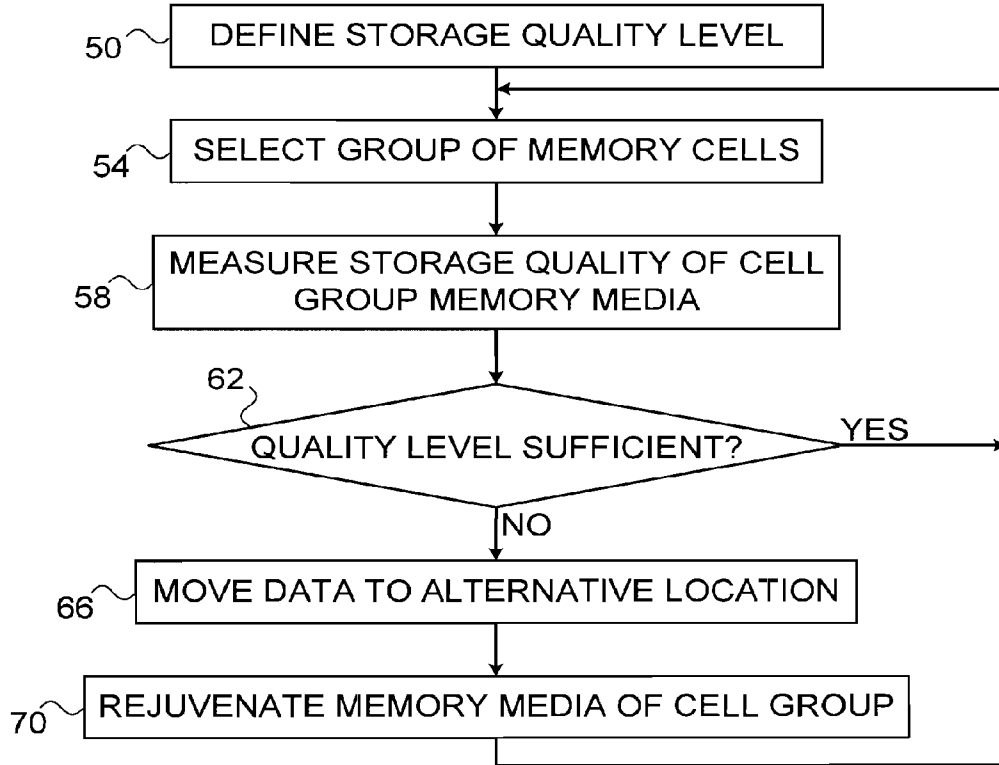 50
DEFINE STORAGE QUALITY LEVEL
54
SELECT GROUP OF MEMORY CELLS
58
MEASURE STORAGE QUALITY OF CELL
GROUP MEMORY MEDIA
62
QUALITY LEVEL SUFFICIENT?
YES
NO
66
MOVE DATA TO ALTERNATIVE LOCATION
70
REJUVENATE MEMORY MEDIA OF CELL GROUP